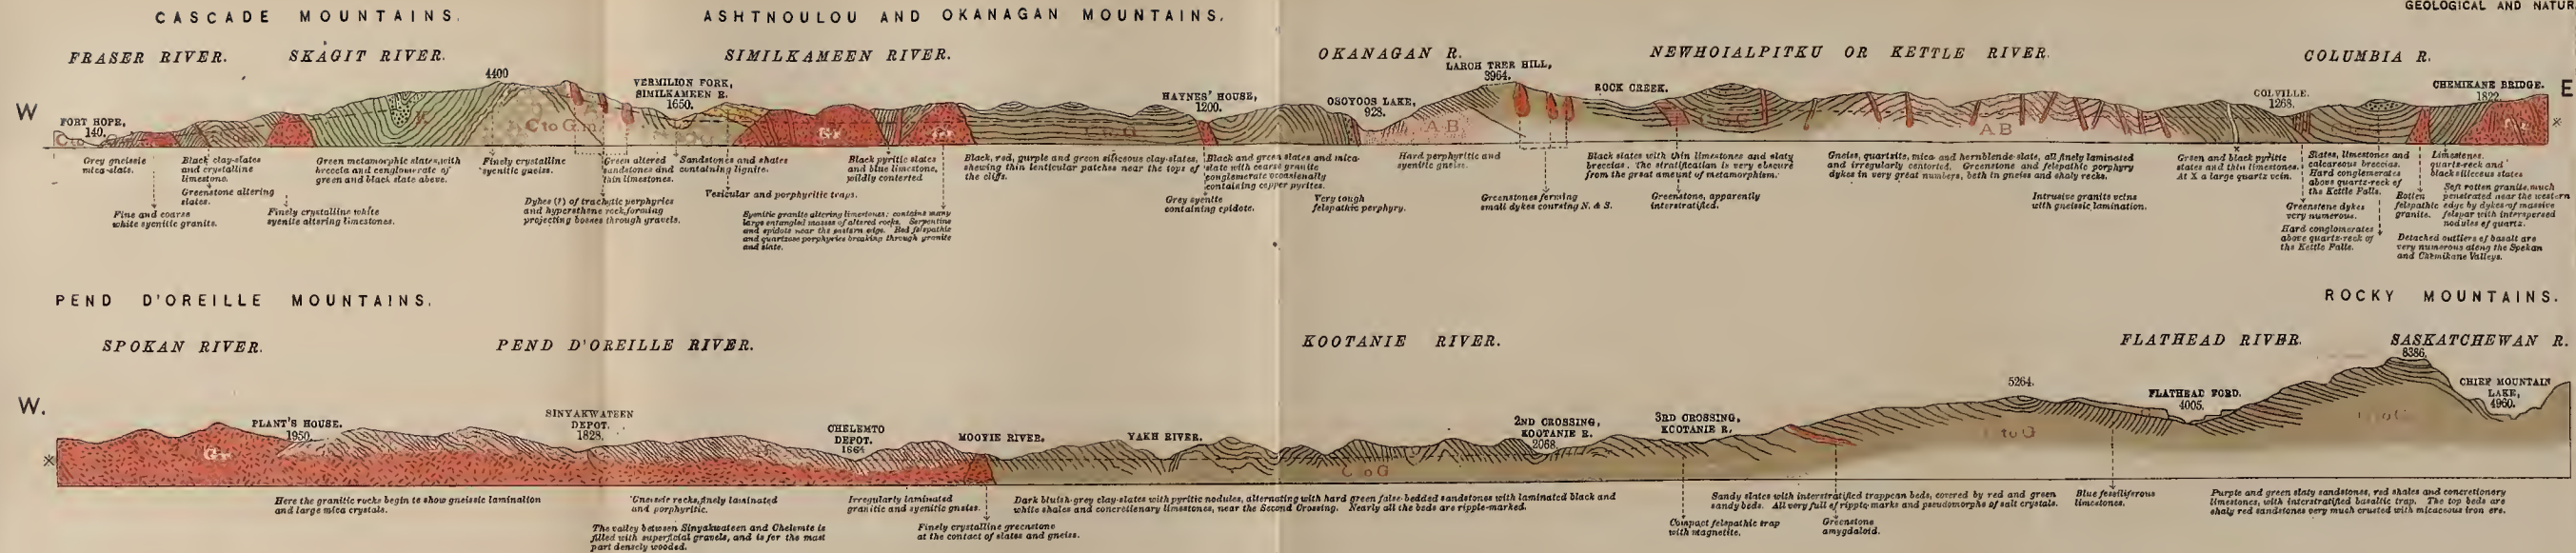 GEOLOGICAL AND NATUR
CASCADE MOUNTAINS.
ASHTNOULOU AND OKANAGAN MOUNTAINS.
FRASER RIVER.
SKAGIT RIVER.
SIMILKAMEEN RIVER.
OKANAGAN R.
NEWHOIALPITKU OR KETTLE RIVER.
COLUMBIA R.
W
FORT HOPE,
140.
4400
VERMILION FORK,
SIMILKAMEEN R.
1650.
HAYNES' HOUSE,
1200.
OSOYOOS LAKE,
928.
LARCH TREE HILL,
3964.
ROCK CREEK.
COLVILLE.
1268.
CHEMIKANE BRIDGE.
1822.
E
C to G
Gr
Gr
C to G
A B
A B
Grey gneissic
mica-slate.
Fine and coarse
white syenitic granite.
Black clay-slates
and crystalline
limestone.
Greenstone altering
slates.
Finely crystalline white
syenite altering limestones.
Green metamorphic slates, with
breccia and conglomerate of
green and black slate above.
Finely crystalline
syenitic gneiss.
Green altered
sandstones and
thin limestones.
Dykes (?) of trachytic porphyries
and hypersthene rock, forming
projecting bosses through gravels.
Sandstones and shales
containing lignite.
Vesicular and porphyritic traps.
Syenitic granite altering limestones: contains many
large entangled masses of altered rocks. Serpentine
and epidote near the eastern edge. Red felspathic
and quartzose porphyries breaking through granite
and slate.
Black pyritic slates
and blue limestone,
wildly contorted
Black, red, purple and green siliceous clay-slates,
shewing thin lenticular patches near the tops of
the cliffs.
Black and green slates and mica-
slate with eared granite
conglomerate occasionally
containing copper pyrites.
Grey syenite
containing epidote.
Very tough
felspathic porphyry.
Hard porphyritic and
syenitic gneiss.
Greenstones forming
small dykes coursing N. & S.
Black slates with thin limestones and slaty
breccias. The stratification is very obscure
from the great amount of metamorphism.
Greenstone, apparently
interstratified.
Gneiss, quartzite, mica- and hornblende-slate, all finely laminated
and irregularly contorted. Greenstone and felspathic porphyry
dykes in very great numbers, both in gneiss and shaly rocks.
Intrusive granite veins
with gneissic lamination.
Green and black pyritic
slates and thin limestones.
At X a large quartz vein.
Slates, limestones and
calcareous breccias.
Hard conglomerates
above quartz-rock of
the Kettle Falls.
Greenstone dykes
very numerous.
Hard conglomerates
above quartz-rock of
the Kettle Falls.
Rotten
felspathic
granite.
Limestones.
quartz-rock and
black siliceous slates
Soft rotten granite, much
penetrated near the western
edge by dykes of massive
felspar with interspersed
nodules of quartz.
Detached outliers of basalt are
very numerous along the Spokan
and Chemikane Valleys.
PEND D'OREILLE MOUNTAINS.
ROCKY MOUNTAINS.
SPOKAN RIVER.
PEND D'OREILLE RIVER.
KOOTANIE RIVER.
FLATHEAD RIVER.
SASKATCHEWAN R.
8386.
W.
PLANT'S HOUSE.
1950.
SINYAKWATEEN
DEPOT.
1828.
CHELEMTO
DEPOT.
1664
MOOYIE RIVER.
YAKH RIVER.
2ND CROSSING,
KOOTANIE R.
2068.
3RD CROSSING,
KOOTANIE R,
5264.
FLATHEAD FORD.
4005.
CHIEF MOUNTAIN
LAKE,
4960.
Gr
C to G
Here the granitic rocks begin to show gneissic lamination
and large mica crystals.
Gneissic rocks, finely laminated
and porphyritic.
The valley between Sinyakwateen and Chelemte is
filled with superficial gravels, and is for the most
part densely wooded.
Irregularly laminated
granitic and syenitic gneiss.
Finely crystalline greenstone
at the contact of slates and gneiss.
Dark bluish-grey clay-slates with pyritic nodules, alternating with hard green false-bedded sandstones with laminated black and
white shales and concretionary limestones, near the Second Crossing. Nearly all the beds are ripple-marked.
Compact felspathic trap
with magnetite.
Sandy slates with interstratified trappean beds, covered by red and green
sandy beds. All very full of ripple-marks and pseudomorphs of salt crystals.
Greenstone
amygdaloid.
Blue fossiliferous
limestones.
Purple and green slaty sandstones, red shales and concretionary
limestones, with interstratified basaltic trap. The top beds are
shaly red sandstones very much crusted with micaceous iron ore.